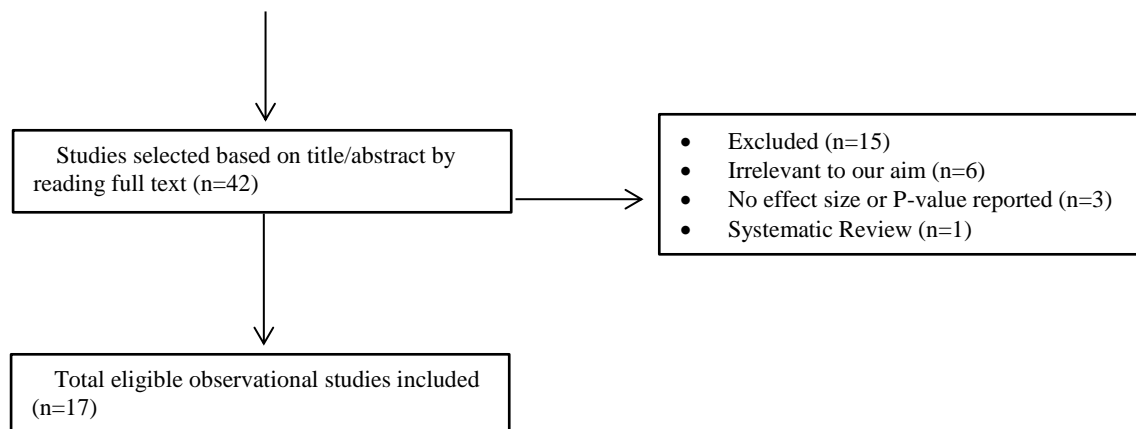 Studies selected based on title/abstract by
reading full text (n=42)
• Excluded (n=15)
• Irrelevant to our aim (n=6)
• No effect size or P-value reported (n=3)
• Systematic Review (n=1)
Total eligible observational studies included
(n=17)